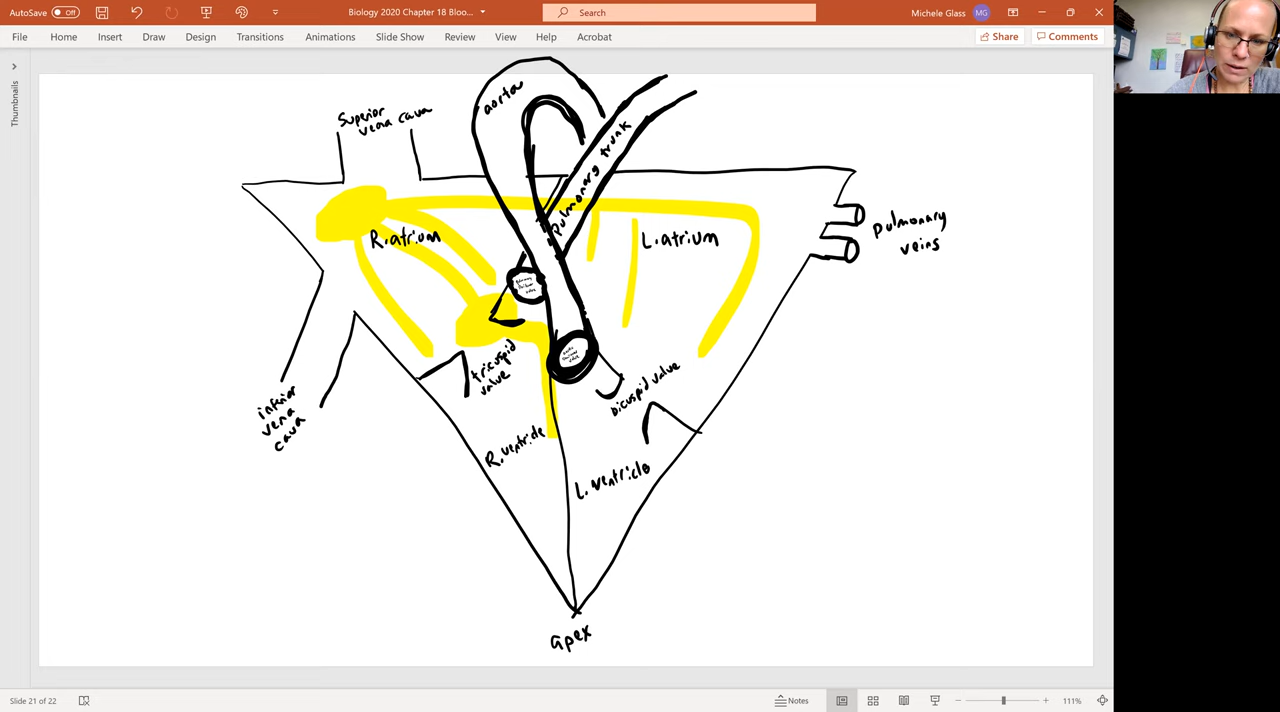 AutoSave Off
Biology 2020 Chapter 18 Bloo...
Search
Michele Glass MG
File Home Insert Draw Design Transitions Animations Slide Show Review View Help Acrobat
Share Comments
Thumbnails
Superior
vena cava
aorta
pulmonary trunk
R.atrium
L.atrium
pulmonary
veins
valve
tricuspid
valve
bicuspid valve
inferior
vena
cava
R.ventricle
L.ventricle
apex
Slide 21 of 22
Notes
111%